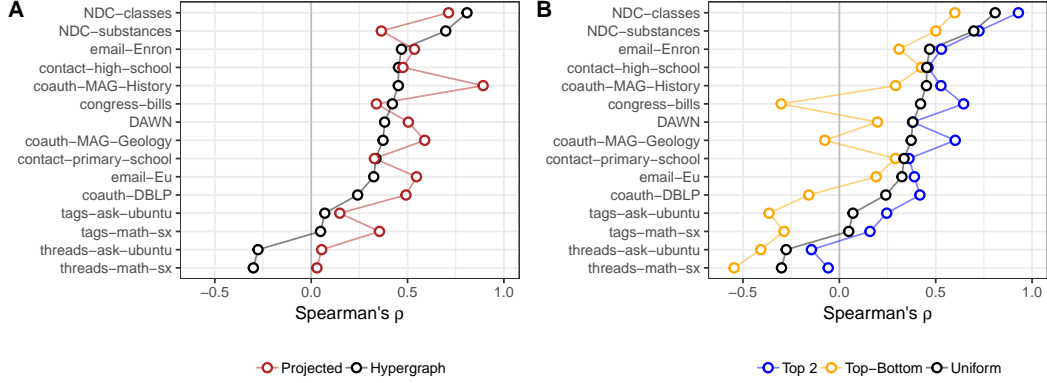 A
NDC−classes
NDC−substances
email−Enron
contact−high−school
coauth−MAG−History
congress−bills
DAWN
coauth−MAG−Geology
contact−primary−school
email−Eu
coauth−DBLP
tags−ask−ubuntu
tags−math−sx
threads−ask−ubuntu
threads−math−sx
−0.5 0.0 0.5 1.0
Spearman's ρ
Projected Hypergraph
B
NDC−classes
NDC−substances
email−Enron
contact−high−school
coauth−MAG−History
congress−bills
DAWN
coauth−MAG−Geology
contact−primary−school
email−Eu
coauth−DBLP
tags−ask−ubuntu
tags−math−sx
threads−ask−ubuntu
threads−math−sx
−0.5 0.0 0.5 1.0
Spearman's ρ
Top 2 Top−Bottom Uniform